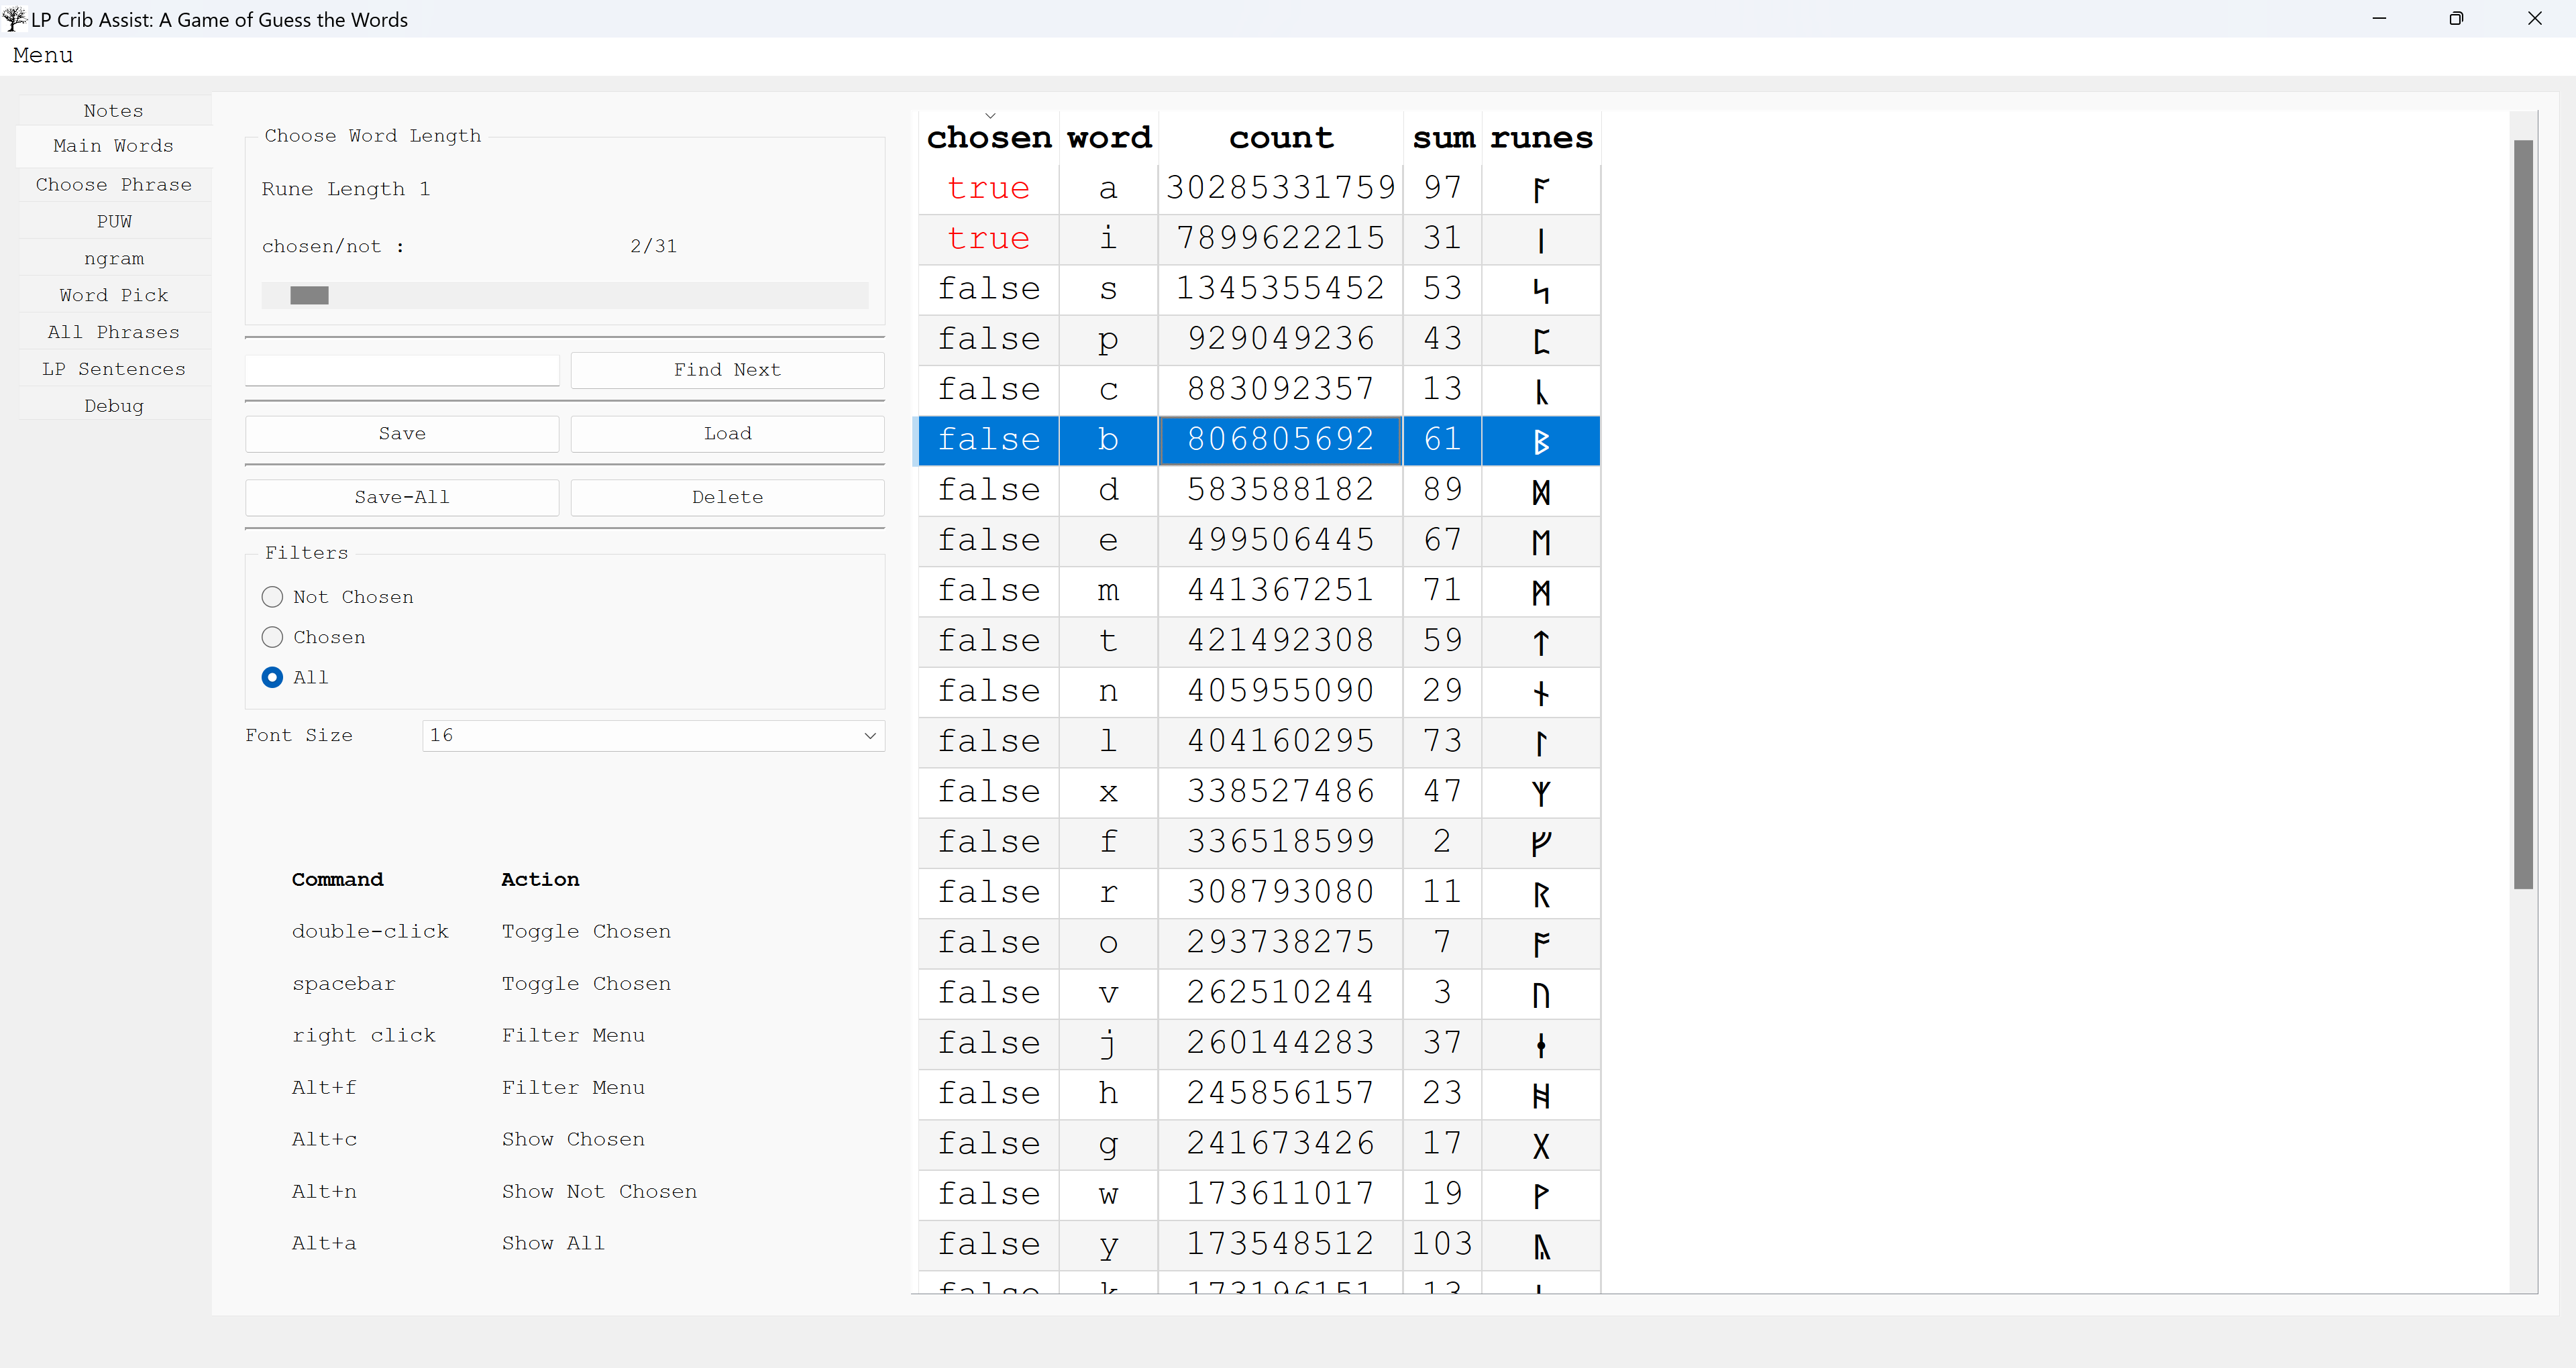 LP Crib Assist: A Game of Guess the Words
Menu
Notes
Main Words
Choose Phrase
PUW
ngram
Word Pick
All Phrases
LP Sentences
Debug
Choose Word Length
Rune Length 1
chosen/not : 2/31
Find Next
Save Load
Save-All Delete
Filters
Not Chosen
Chosen
All
Font Size 16
Command Action
double-click Toggle Chosen
spacebar Toggle Chosen
right click Filter Menu
Alt+f Filter Menu
Alt+c Show Chosen
Alt+n Show Not Chosen
Alt+a Show All
chosen word count sum runes
true a 30285331759 97 ᚪ
true i 7899622215 31 ᛁ
false s 1345355452 53 ᛋ
false p 929049236 43 ᛈ
false c 883092357 13 ᚳ
false b 806805692 61 ᛒ
false d 583588182 89 ᛞ
false e 499506445 67 ᛖ
false m 441367251 71 ᛗ
false t 421492308 59 ᛏ
false n 405955090 29 ᚾ
false l 404160295 73 ᛚ
false x 338527486 47 ᛉ
false f 336518599 2 ᚠ
false r 308793080 11 ᚱ
false o 293738275 7 ᚩ
false v 262510244 3 ᚢ
false j 260144283 37 ᛄ
false h 245856157 23 ᚻ
false g 241673426 17 ᚷ
false w 173611017 19 ᚹ
false y 173548512 103 ᚣ
false k 173196151 13